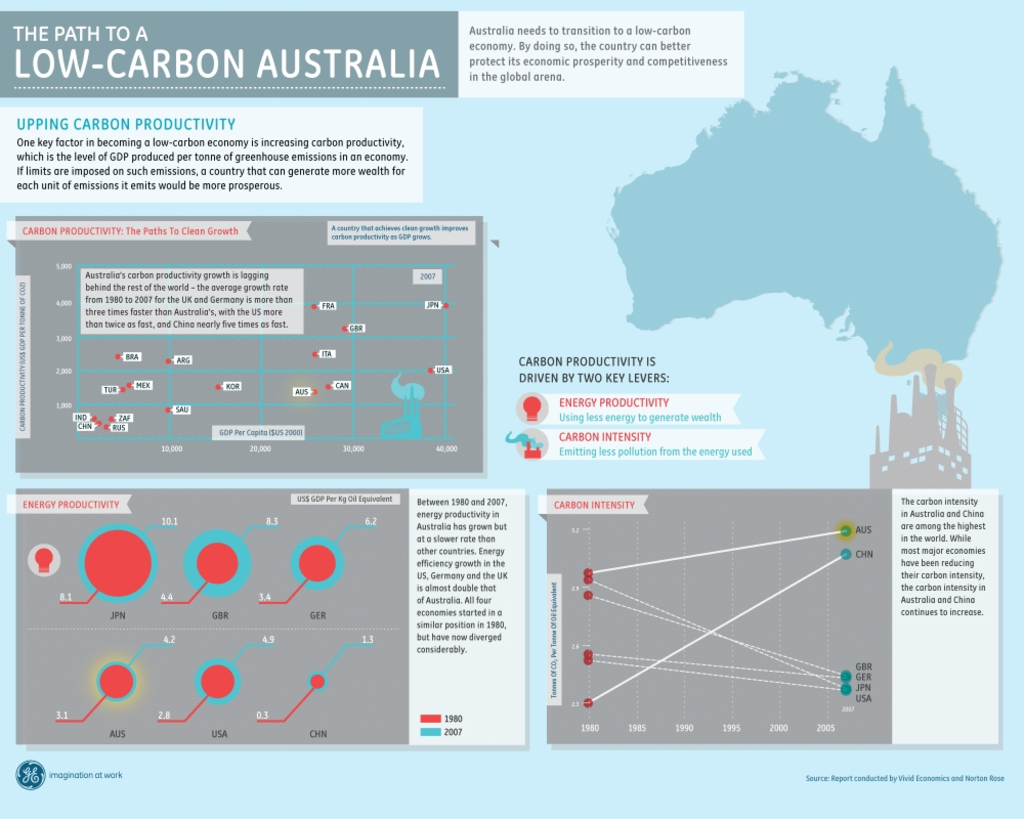 THE PATH TO A
LOW-CARBON AUSTRALIA
Australia needs to transition to a low-carbon
economy. By doing so, the country can better
protect its economic prosperity and competitiveness
in the global arena.
UPPING CARBON PRODUCTIVITY
One key factor in becoming a low-carbon economy is increasing carbon productivity,
which is the level of GDP produced per tonne of greenhouse emissions in an economy.
If limits are imposed on such emissions, a country that can generate more wealth for
each unit of emissions it emits would be more prosperous.
CARBON PRODUCTIVITY: The Paths To Clean Growth
A country that achieves clean growth improves
carbon productivity as GDP grows.
CARBON PRODUCTIVITY (US$ GDP PER TONNE OF CO2)
5,000
4,000
3,000
2,000
1,000
Australia's carbon productivity growth is lagging
behind the rest of the world – the average growth rate
from 1980 to 2007 for the UK and Germany is more than
three times faster than Australia's, with the US more
than twice as fast, and China nearly five times as fast.
2007
FRA
JPN
GBR
BRA
ARG
ITA
USA
TUR
MEX
KOR
AUS
CAN
SAU
IND
ZAF
CHN
RUS
GDP Per Capita ($US 2000)
10,000
20,000
30,000
40,000
CARBON PRODUCTIVITY IS
DRIVEN BY TWO KEY LEVERS:
ENERGY PRODUCTIVITY
Using less energy to generate wealth
CARBON INTENSITY
Emitting less pollution from the energy used
ENERGY PRODUCTIVITY
US$ GDP Per Kg Oil Equivalent
10.1
8.3
6.2
8.1
4.4
3.4
JPN
GBR
GER
4.2
4.9
1.3
3.1
2.8
0.3
AUS
USA
CHN
Between 1980 and 2007,
energy productivity in
Australia has grown but
at a slower rate than
other countries. Energy
efficiency growth in the
US, Germany and the UK
is almost double that
of Australia. All four
economies started in a
similar position in 1980,
but have now diverged
considerably.
1980
2007
CARBON INTENSITY
Tonnes Of CO₂ Per Tonne Of Oil Equivalent
3.2
2.9
2.6
2.3
AUS
CHN
GBR
GER
JPN
USA
2007
1980
1985
1990
1995
2000
2005
The carbon intensity
in Australia and China
are among the highest
in the world. While
most major economies
have been reducing
their carbon intensity,
the carbon intensity in
Australia and China
continues to increase.
GE
imagination at work
Source: Report conducted by Vivid Economics and Norton Rose